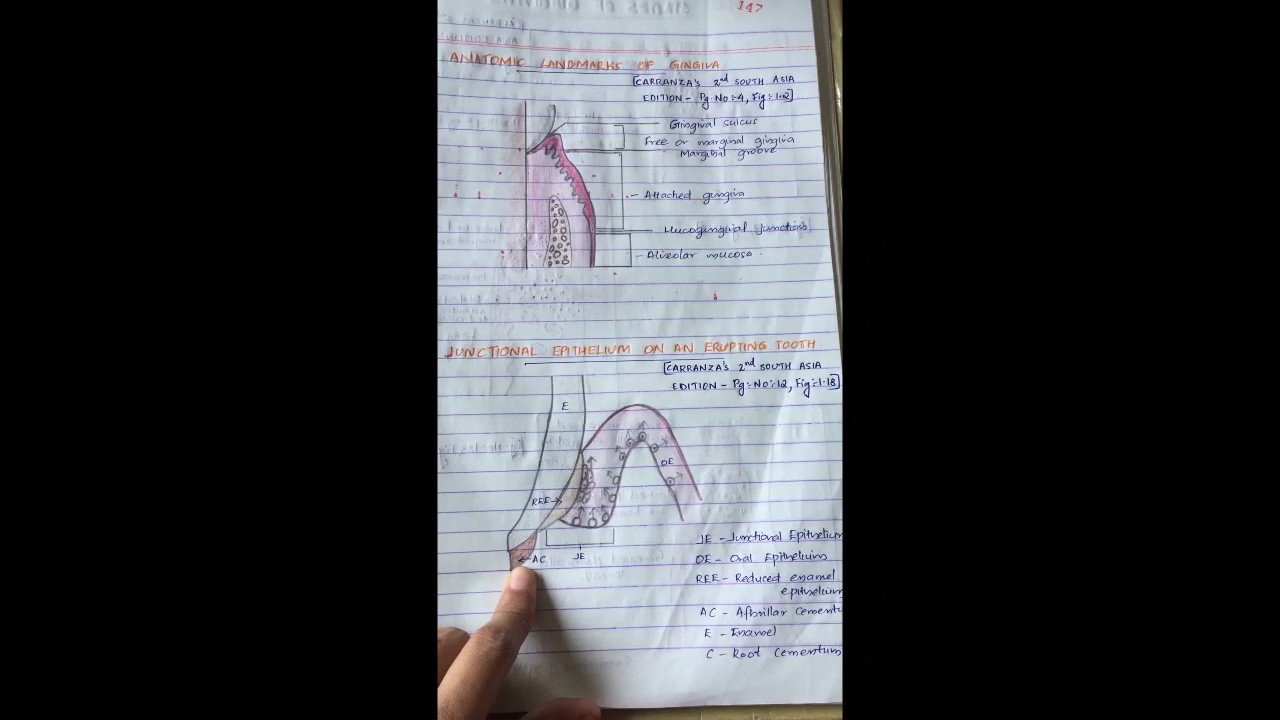 147
ANATOMIC LANDMARKS OF GINGIVA
[CARRANZA'S 2nd SOUTH ASIA
EDITION - Pg. No:-4, Fig:-1.2]
Gingival sulcus
Free or marginal gingiva
Marginal groove
Attached gingiva
Mucogingival junction
Alveolar mucosa
JUNCTIONAL EPITHELIUM ON AN ERUPTING TOOTH
[CARRANZA'S 2nd SOUTH ASIA
EDITION - Pg:-No:-12, Fig:-1-18]
E
OE
REE
JE
AC
JE - Junctional Epithelium
OE - Oral Epithelium
REE - Reduced enamel
epithelium
AC - Afibrillar Cementu
E - Enamel
C - Root Cementum